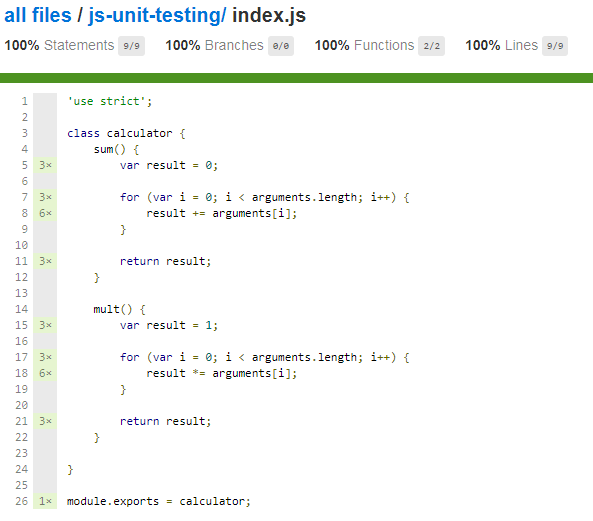 all files / js-unit-testing/ index.js
100% Statements 9/9 100% Branches 0/0 100% Functions 2/2 100% Lines 9/9
1 'use strict';
2
3 class calculator {
4 sum() {
5 3× var result = 0;
6
7 3× for (var i = 0; i < arguments.length; i++) {
8 6× result += arguments[i];
9 }
10
11 3× return result;
12 }
13
14 mult() {
15 3× var result = 1;
16
17 3× for (var i = 0; i < arguments.length; i++) {
18 6× result *= arguments[i];
19 }
20
21 3× return result;
22 }
23
24 }
25
26 1× module.exports = calculator;